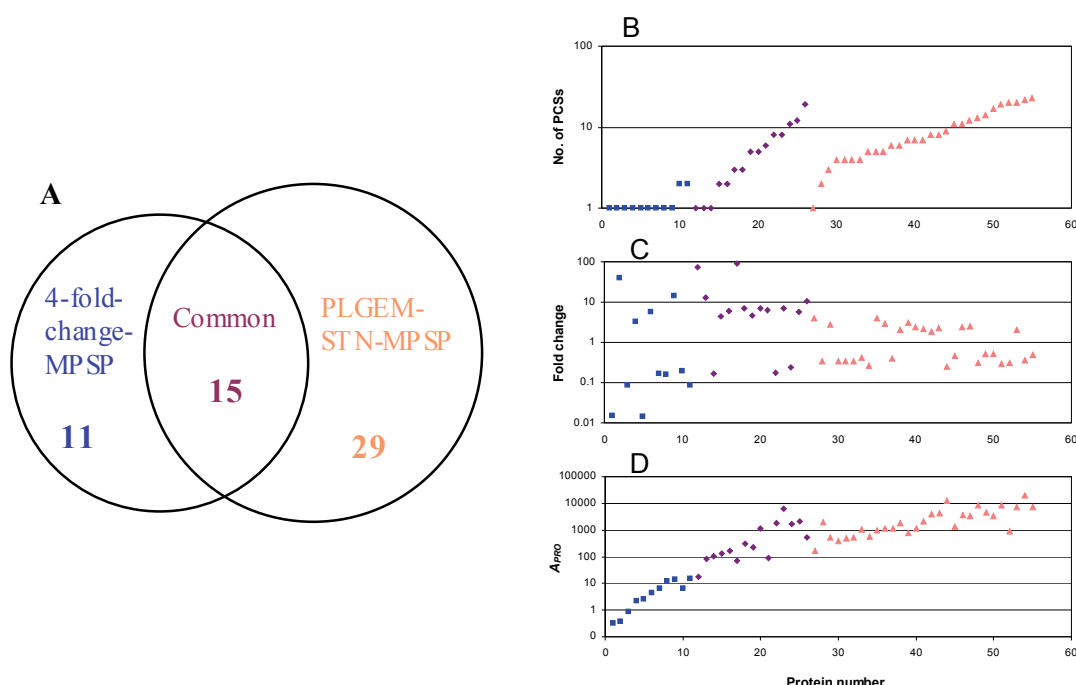 A
4-fold-
change-
MPSP
11
Common
15
PLGEM-
STN-MPSP
29
B
No. of PCSs
100
10
1
0 10 20 30 40 50 60
C
Fold change
100
10
1
0.1
0.01
0 10 20 30 40 50 60
D
APRO
100000
10000
1000
100
10
1
0
0 10 20 30 40 50 60
Protein number